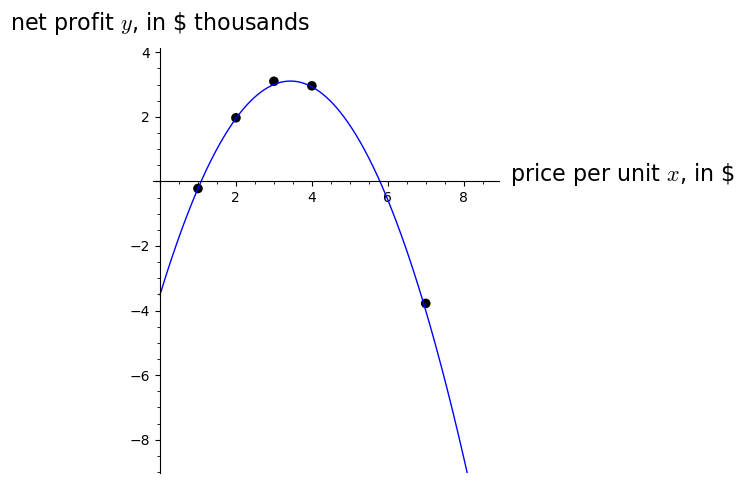 net profit y, in $ thousands
4
2
price per unit x, in $
2 4 6 8
−2
−4
−6
−8